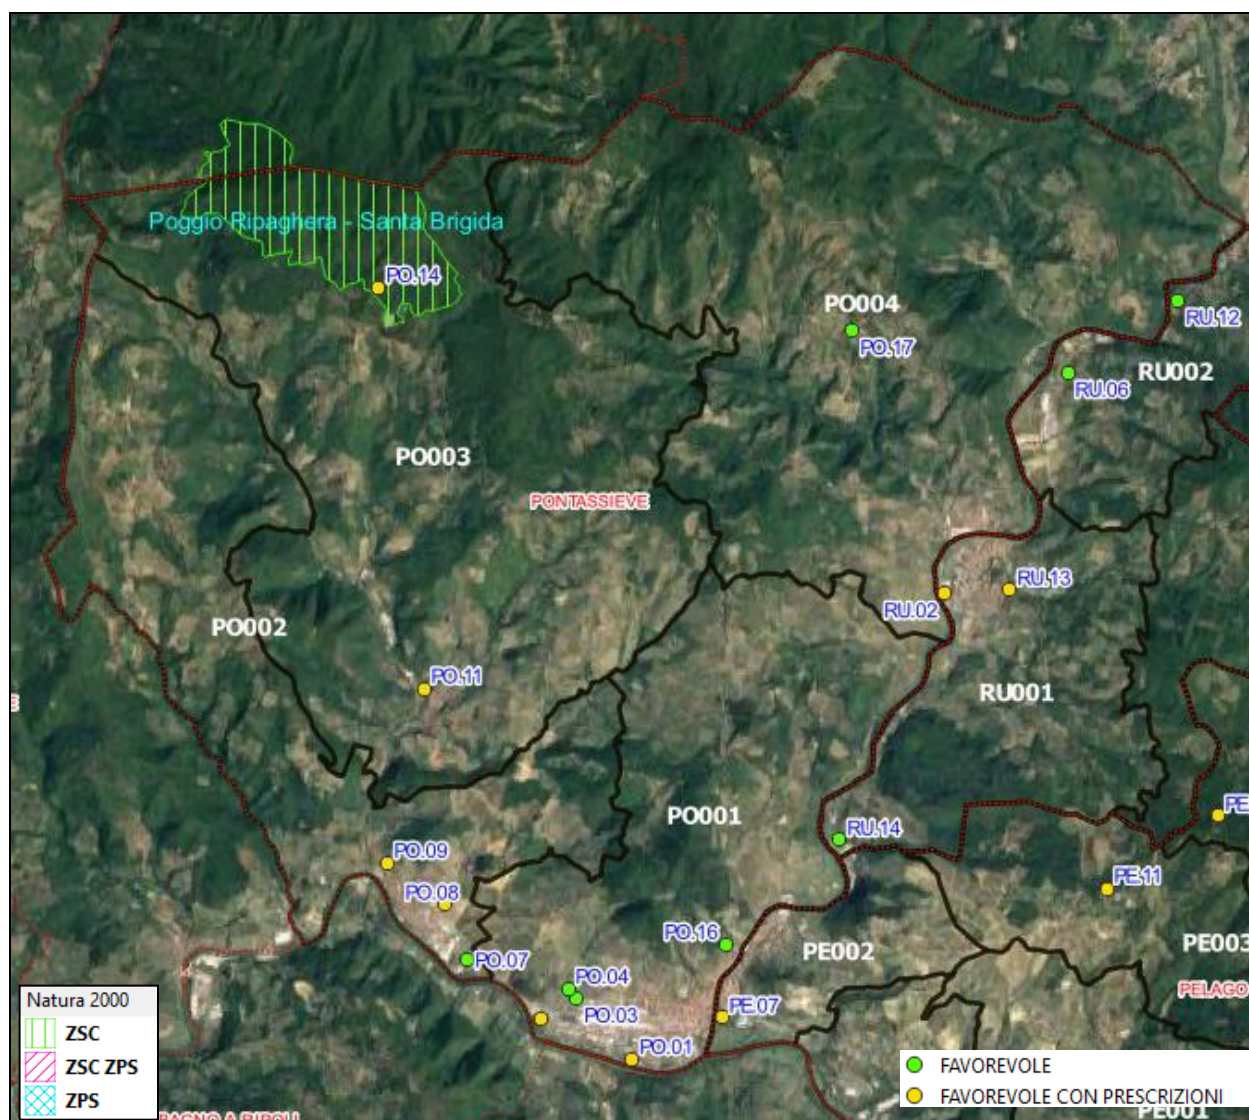 Poggio Ripaghera - Santa Brigida
PO.14
PO004
PO.17
RU.12
RU002
RU.06
PO003
PONTASSIEVE
RU.13
RU.02
PO002
PO.11
RU001
PO001
RU.14
PE
PO.09
PE.11
PO.08
PO.16
PE002
PE003
PO.07
PO.04
PELAGO
PO.03
PE.07
PO.01
Natura 2000
ZSC
ZSC ZPS
ZPS
FAVOREVOLE
FAVOREVOLE CON PRESCRIZIONI
PE001